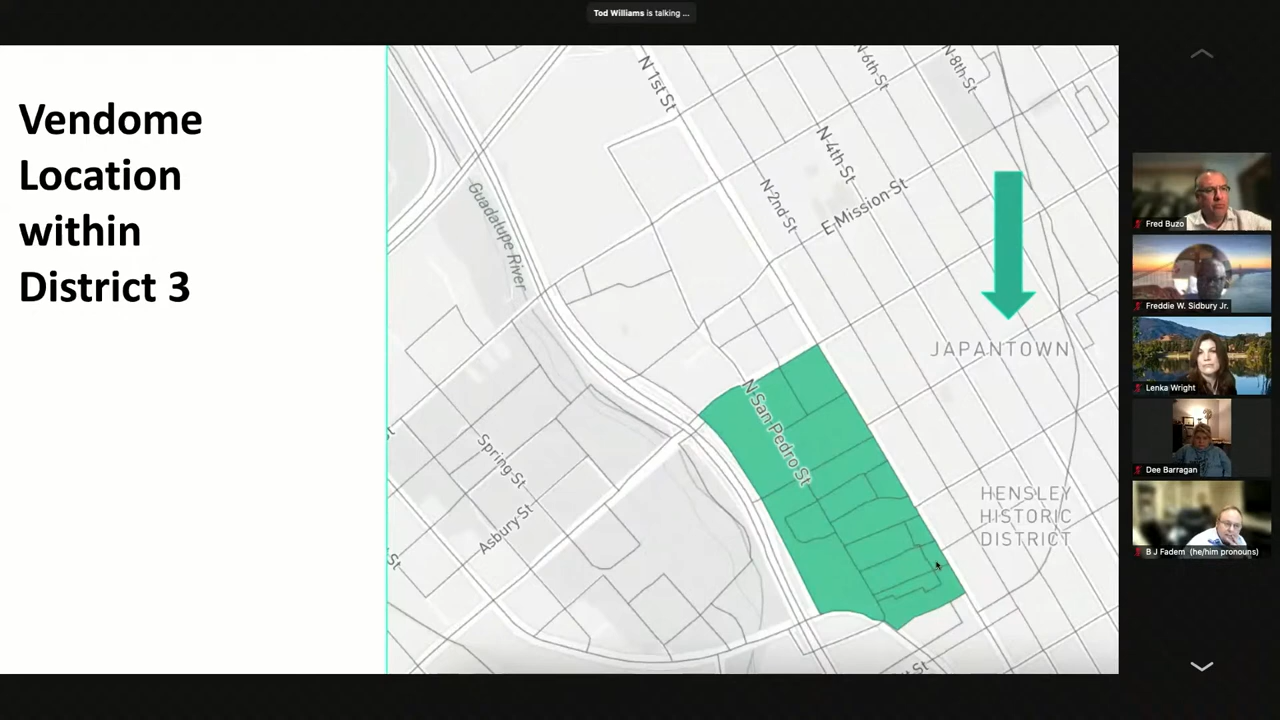 Tod Williams is talking ...
Vendome
Location
within
District 3
N 1st St
N 6th St
N 8th St
N 4th St
N 2nd St
E Mission St
Guadalupe River
JAPANTOWN
N San Pedro St
Spring St
Asbury St
HENSLEY
HISTORIC
DISTRICT
Fred Buzo
Freddie W. Sidbury Jr.
Lenka Wright
Dee Barragan
B J Fadem (he/him pronouns)